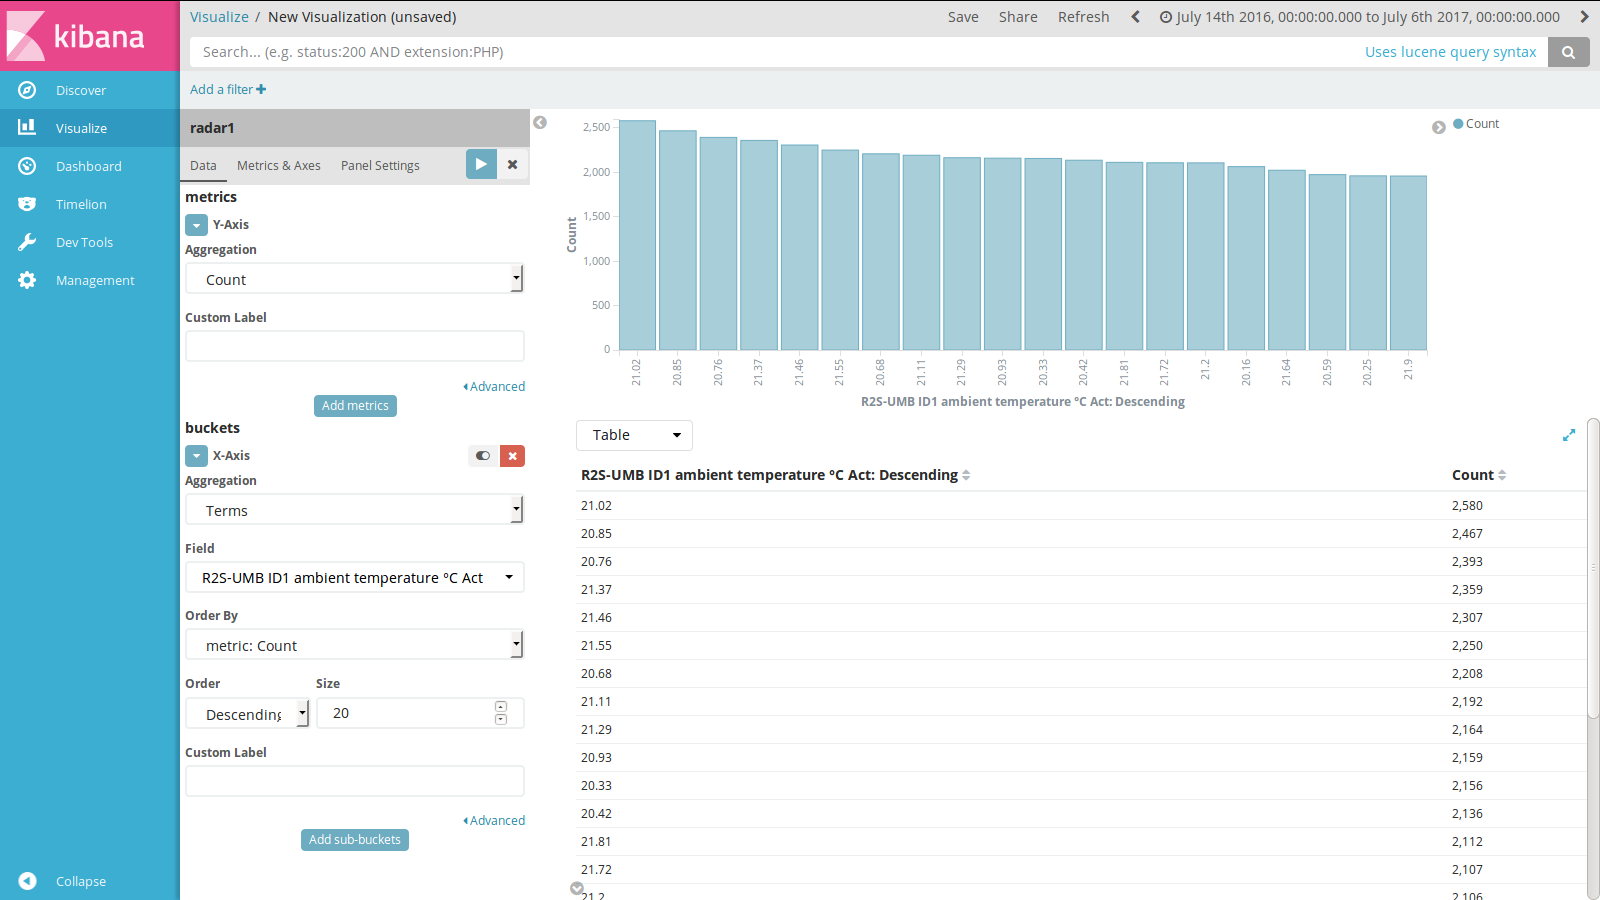 kibana
Discover
Visualize
Dashboard
Timelion
Dev Tools
Management
Collapse
Visualize / New Visualization (unsaved)
Save Share Refresh July 14th 2016, 00:00:00.000 to July 6th 2017, 00:00:00.000
Search... (e.g. status:200 AND extension:PHP) Uses lucene query syntax
Add a filter
radar1
Data Metrics & Axes Panel Settings
metrics
Y-Axis
Aggregation
Count
Custom Label
Advanced
Add metrics
buckets
X-Axis
Aggregation
Terms
Field
R2S-UMB ID1 ambient temperature °C Act
Order By
metric: Count
Order Size
Descending 20
Custom Label
Advanced
Add sub-buckets
Count
2,500
2,000
1,500
1,000
500
0
Count
21.02 20.85 20.76 21.37 21.46 21.55 20.68 21.11 21.29 20.93 20.33 20.42 21.81 21.72 21.2 20.16 21.64 20.59 20.25 21.9
R2S-UMB ID1 ambient temperature °C Act: Descending
Table
R2S-UMB ID1 ambient temperature °C Act: Descending Count
21.02 2,580
20.85 2,467
20.76 2,393
21.37 2,359
21.46 2,307
21.55 2,250
20.68 2,208
21.11 2,192
21.29 2,164
20.93 2,159
20.33 2,156
20.42 2,136
21.81 2,112
21.72 2,107
21.2 2,106